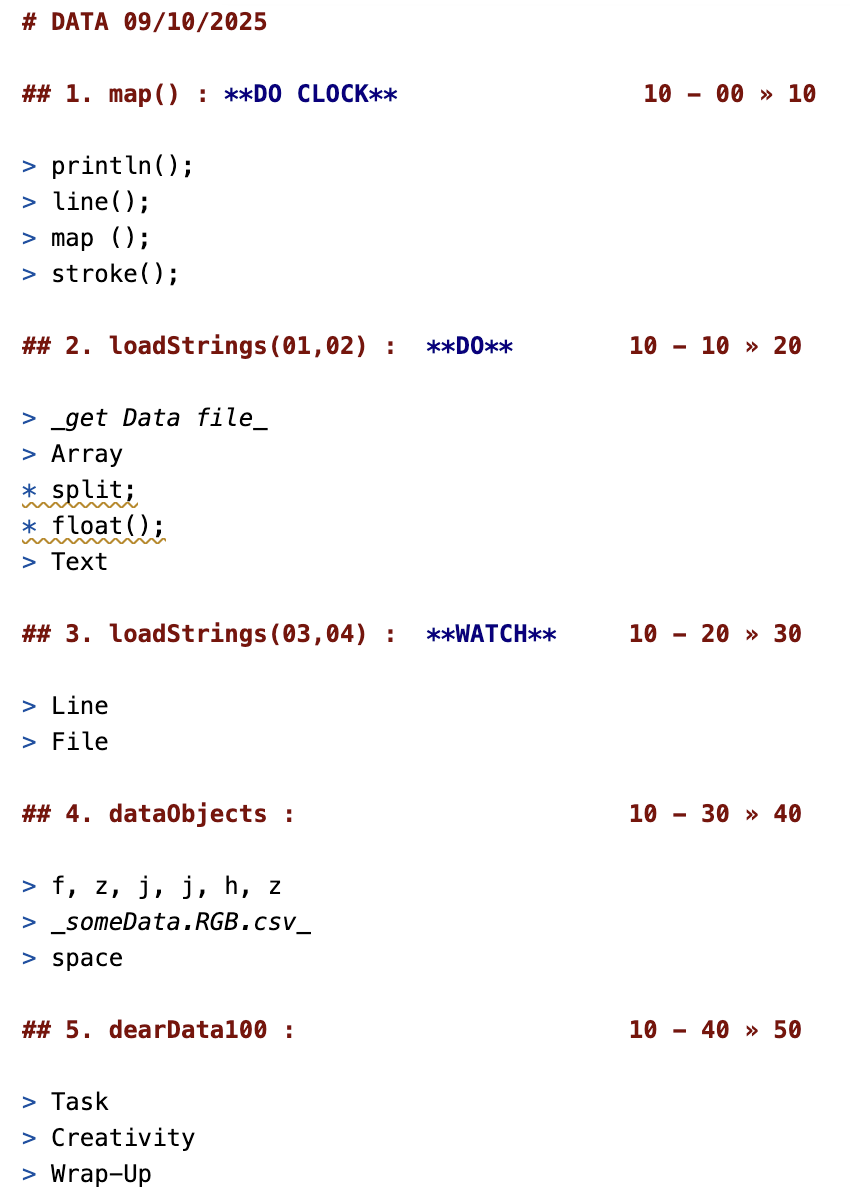 # DATA 09/10/2025
## 1. map() : **DO CLOCK** 10 – 00 » 10
> println();
> line();
> map ();
> stroke();
## 2. loadStrings(01,02) : **DO** 10 – 10 » 20
> _get Data file_
> Array
* split;
* float();
> Text
## 3. loadStrings(03,04) : **WATCH** 10 – 20 » 30
> Line
> File
## 4. dataObjects : 10 – 30 » 40
> f, z, j, j, h, z
> _someData.RGB.csv_
> space
## 5. dearData100 : 10 – 40 » 50
> Task
> Creativity
> Wrap–Up